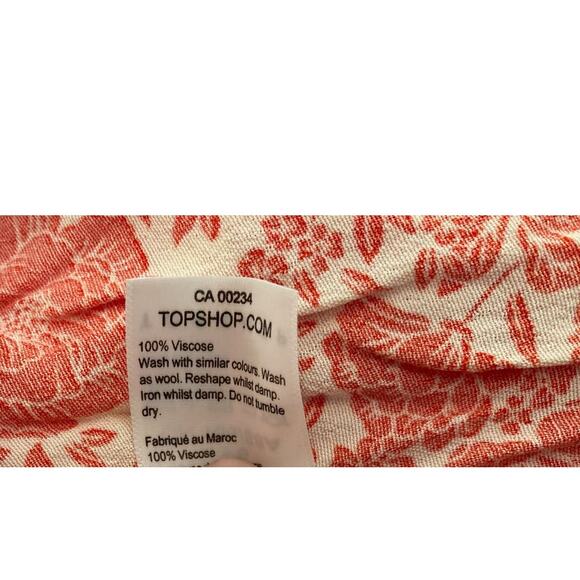 CA 00234
TOPSHOP.COM
100% Viscose
Wash with similar colours. Wash
as wool. Reshape whilst damp.
Iron whilst damp. Do not tumble
dry.
Fabriqué au Maroc
100% Viscose